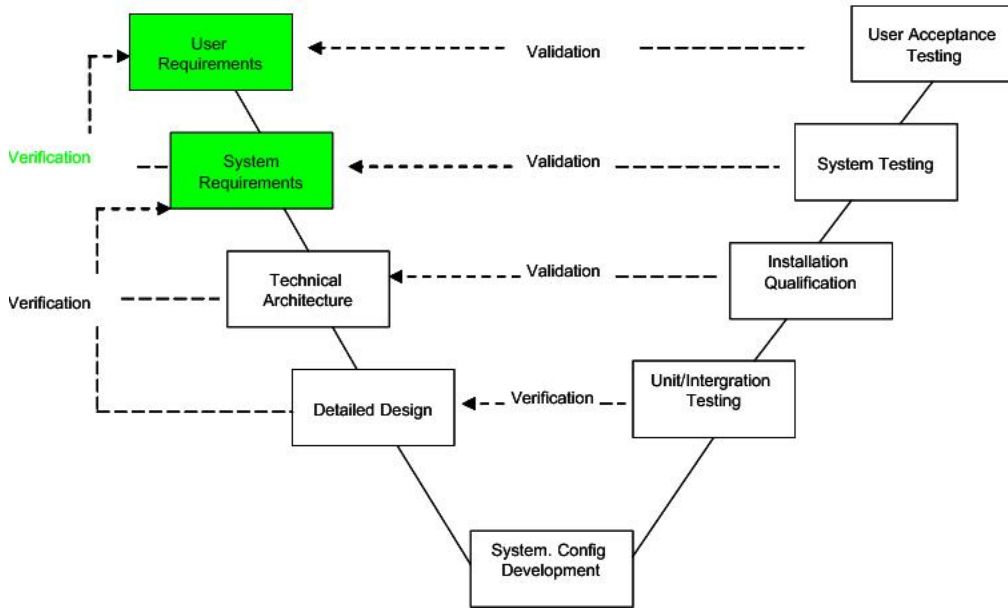 User
Requirements
Validation
User Acceptance
Testing
Verification
System
Requirements
Validation
System Testing
Verification
Technical
Architecture
Validation
Installation
Qualification
Detailed Design
Verification
Unit/Intergration
Testing
System. Config
Development